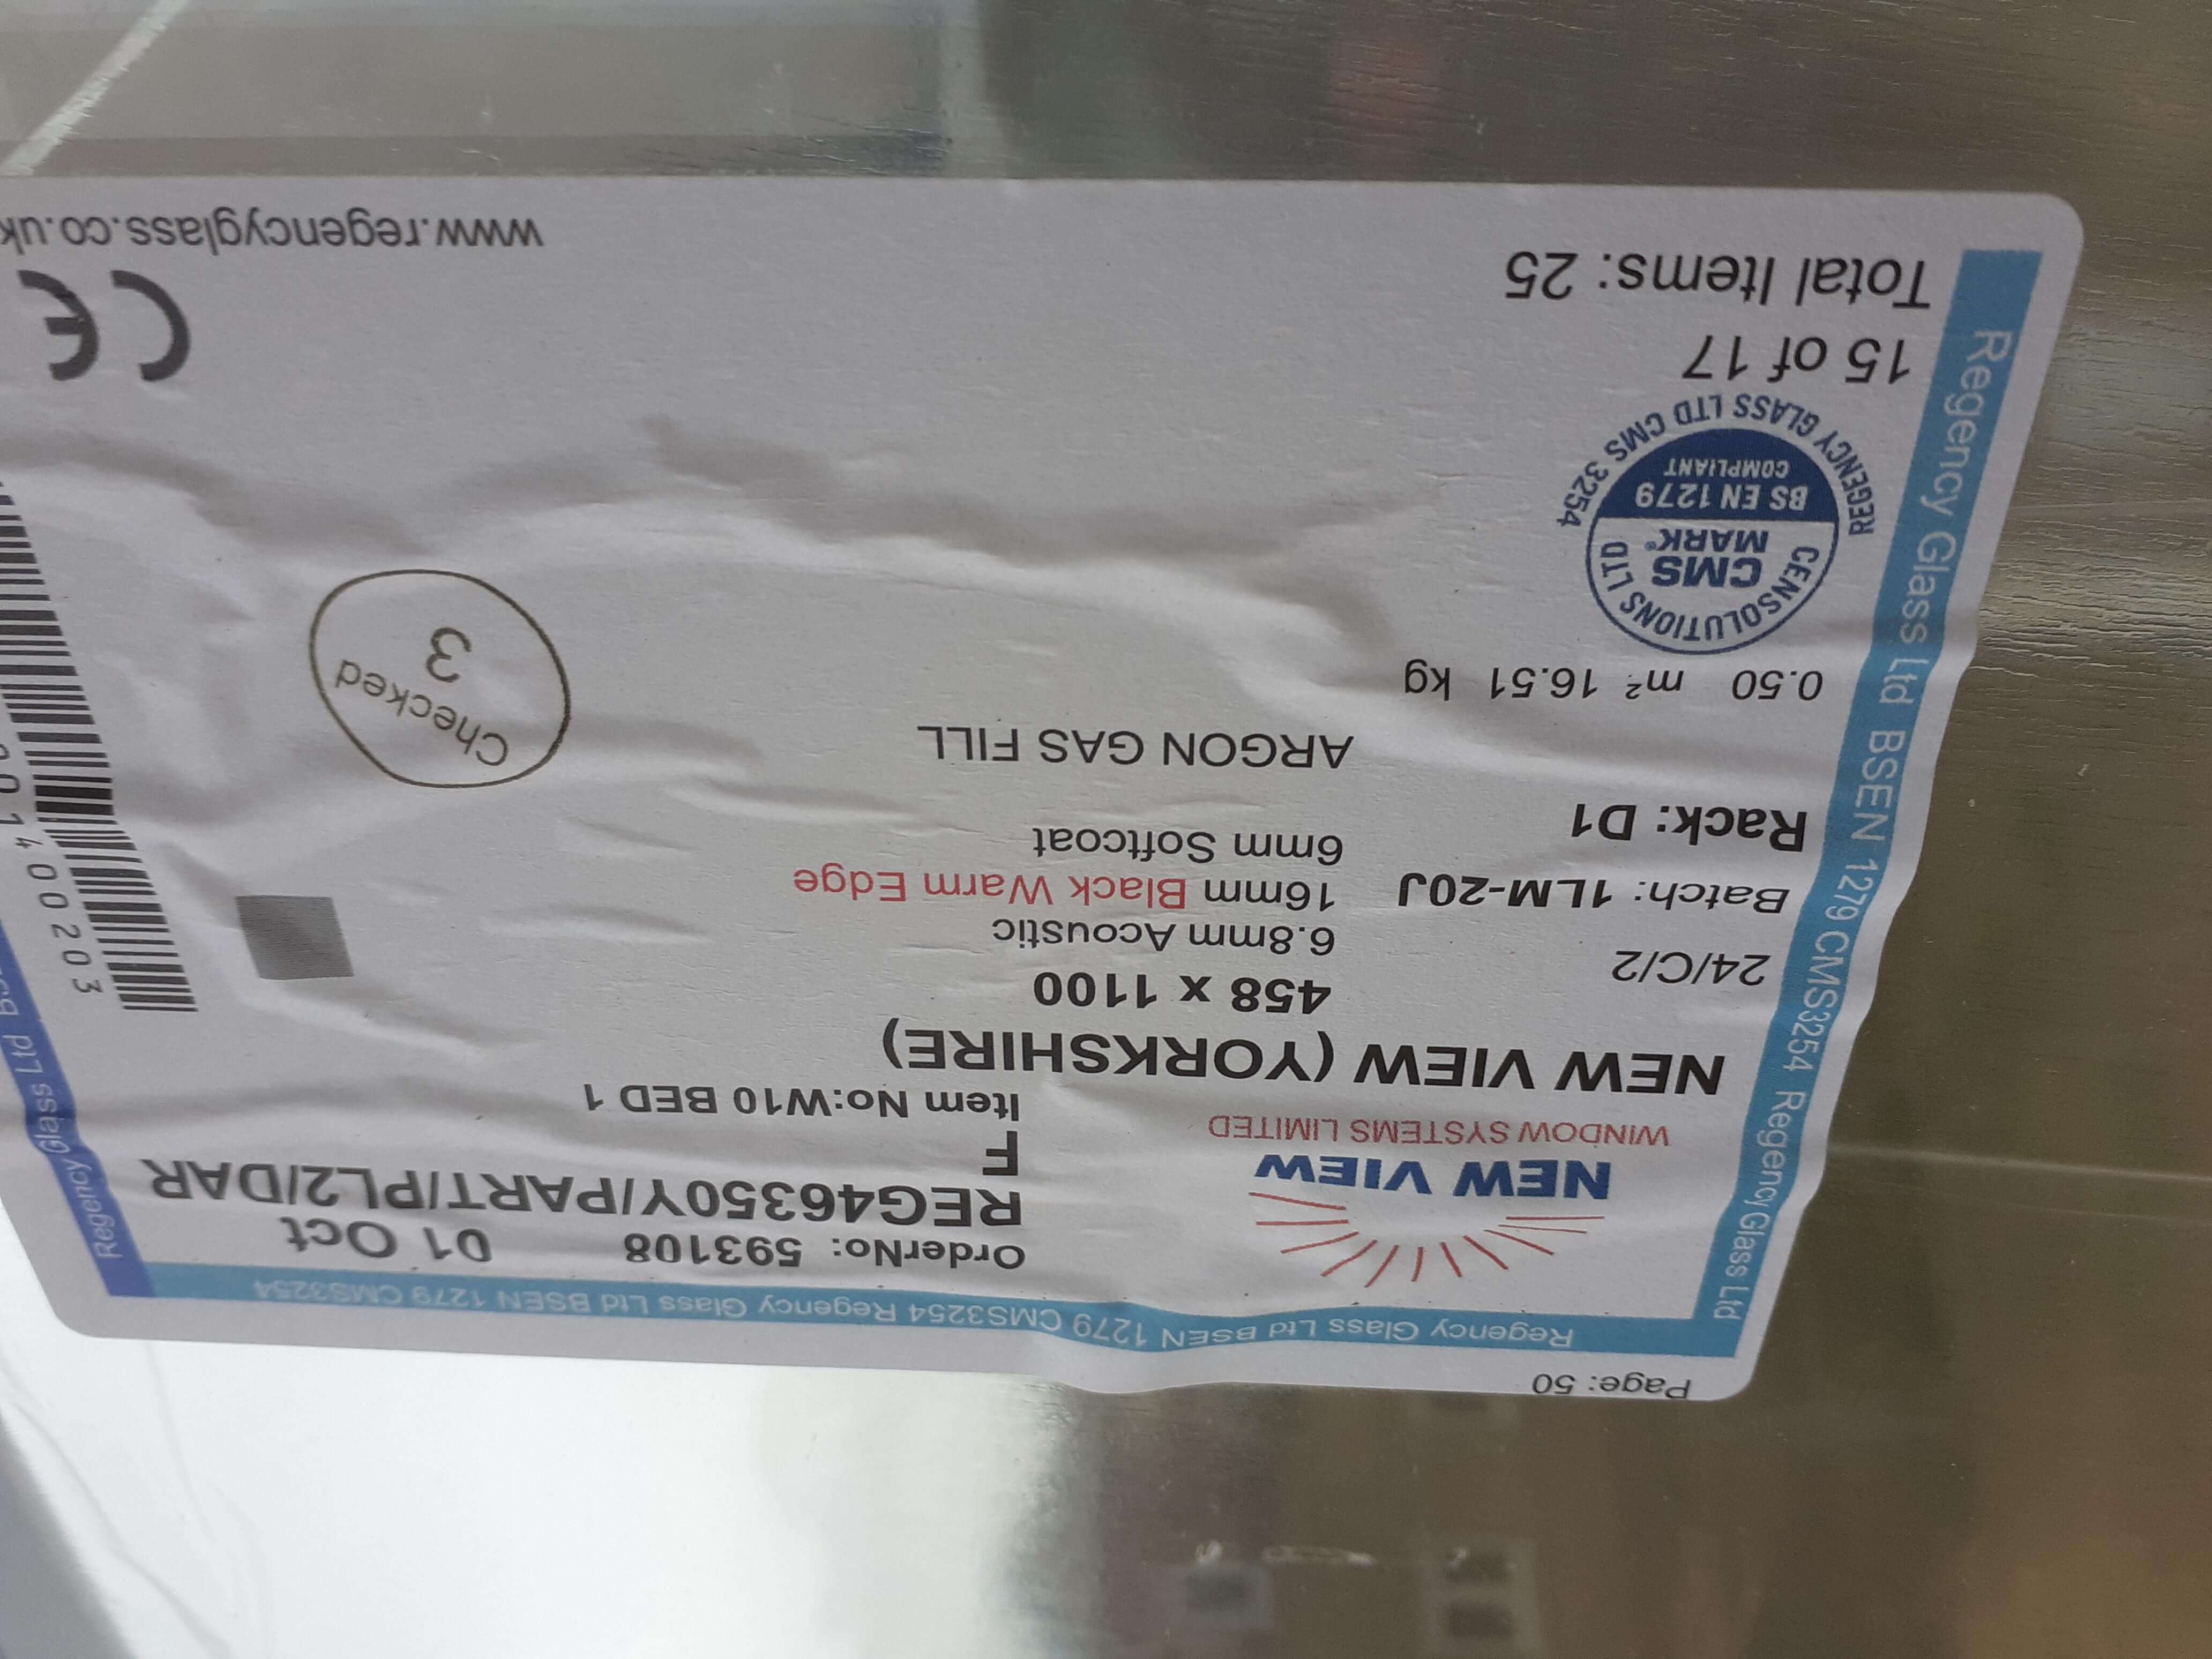 Page: 50
Regency Glass Ltd BSEN 1279 CMS3254 Regency Glass Ltd BSEN 1279 CMS3254
Regency Glass Ltd BSEN 1279 CMS3254 Regency Glass Ltd
Regency Glass Ltd
NEW VIEW
WINDOW SYSTEMS LIMITED
OrderNo: 593108 01 Oct
REG46350Y/PART/PL2/DAR
F
Item No:W10 BED 1
NEW VIEW (YORKSHIRE)
458 x 1100
24/C/2
6.8mm Acoustic
Batch: 1LM-20J
16mm Black Warm Edge
6mm Softcoat
Rack: D1
ARGON GAS FILL
0.50 m² 16.51 kg
Checked
3
CENSOLUTIONS LTD
CMS
MARK®
BS EN 1279
COMPLIANT
REGENCY GLASS LTD CMS 3254
15 of 17
Total Items: 25
CE
www.regencyglass.co.uk